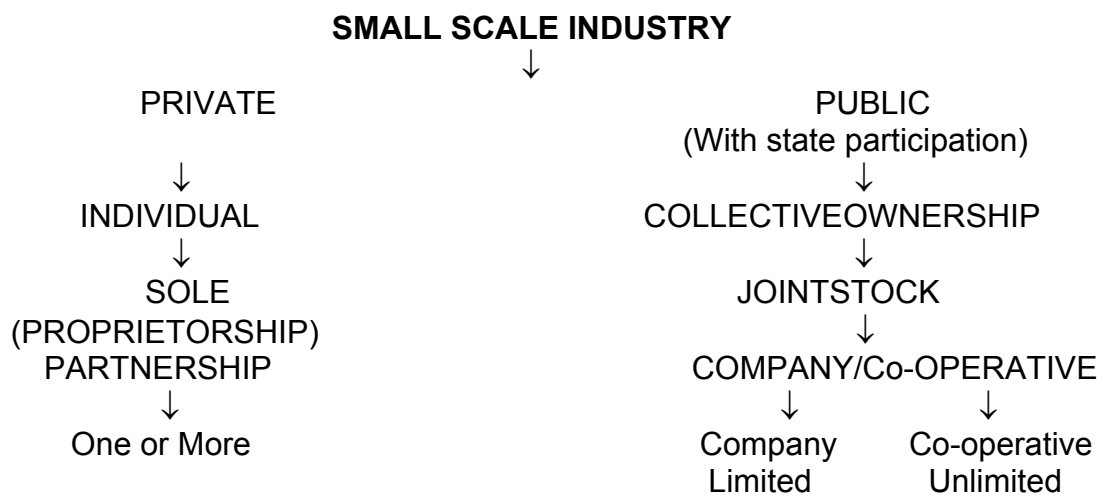 SMALL SCALE INDUSTRY
↓
PRIVATE PUBLIC
(With state participation)
↓ ↓
INDIVIDUAL COLLECTIVEOWNERSHIP
↓ ↓
SOLE JOINTSTOCK
(PROPRIETORSHIP) ↓
PARTNERSHIP COMPANY/Co-OPERATIVE
↓ ↓ ↓
One or More Company Co-operative
Limited Unlimited